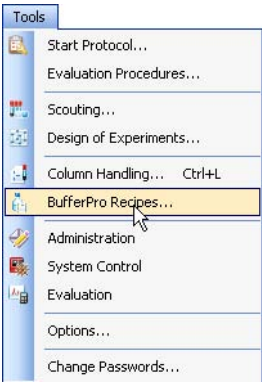 Tools
Start Protocol...
Evaluation Procedures...
Scouting...
Design of Experiments...
Column Handling... Ctrl+L
BufferPro Recipes...
Administration
System Control
Evaluation
Options...
Change Passwords...